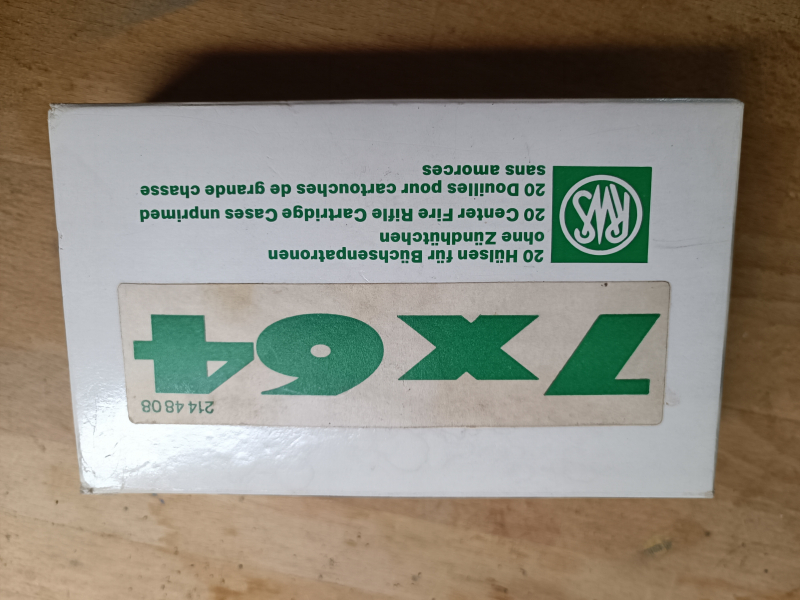 RWS
20 Hülsen für Büchsenpatronen
ohne Zündhütchen
20 Center Fire Rifle Cartridge Cases unprimed
20 Douilles pour cartouches de grande chasse
sans amorces
7x64
214 48 08